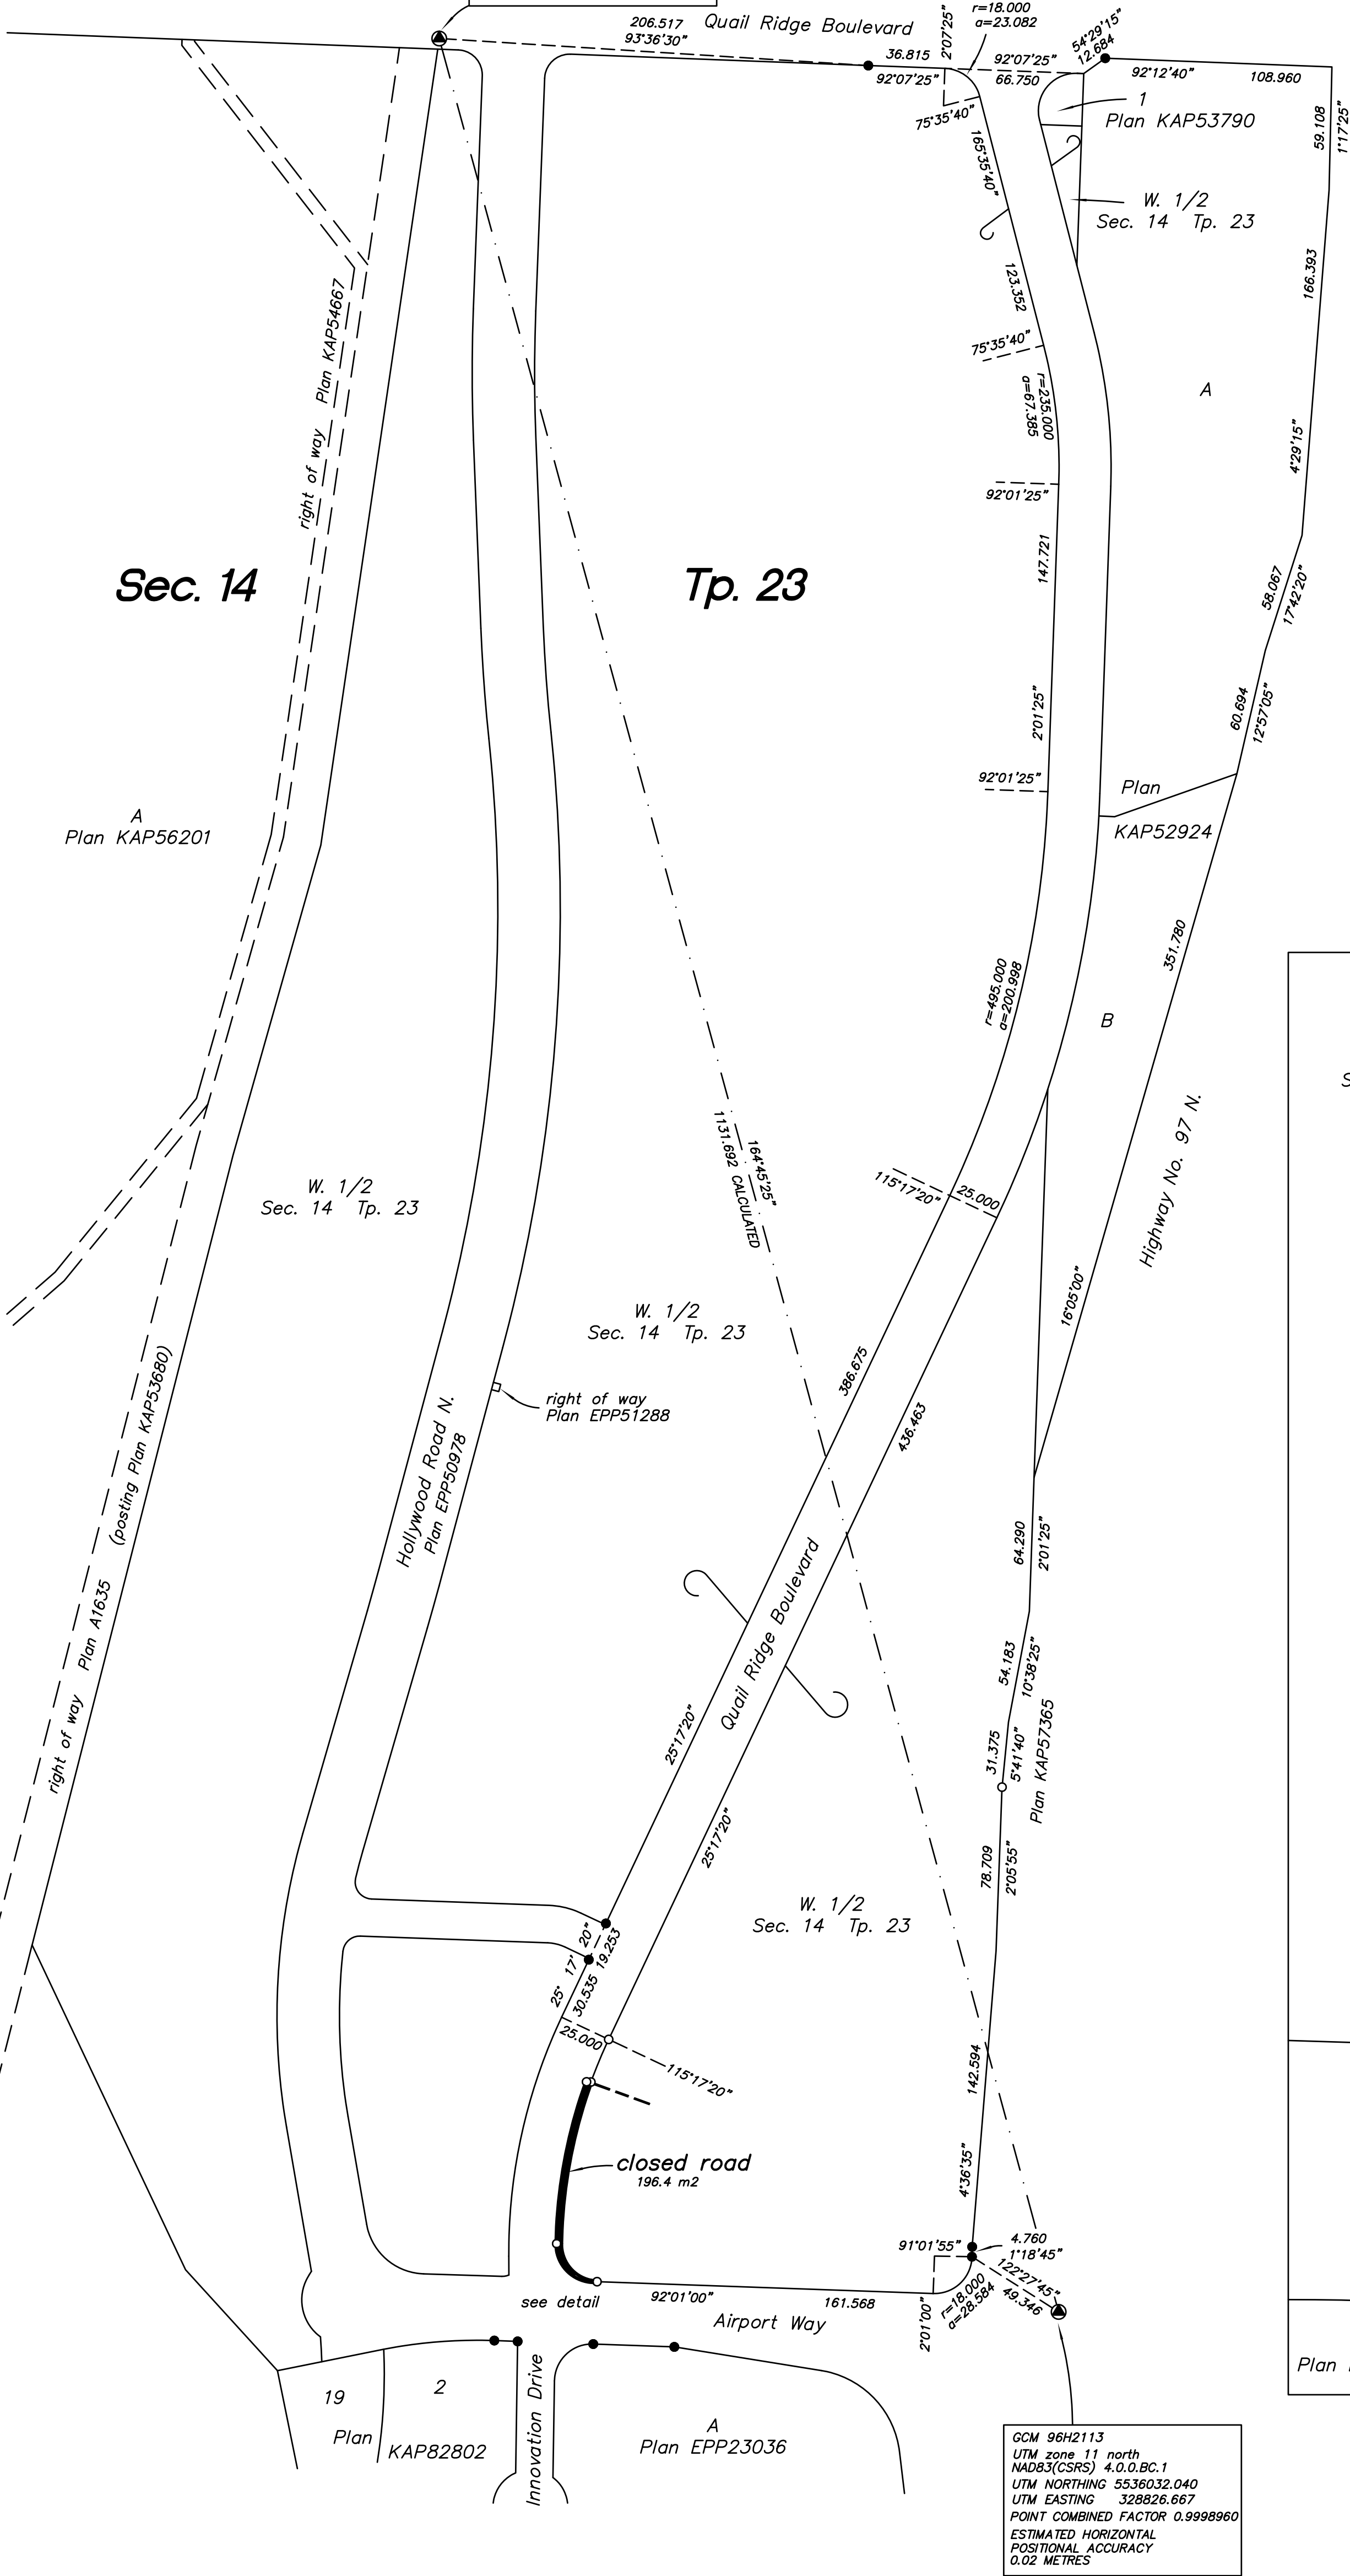 206.517
93°36'30"
Quail Ridge Boulevard
36.815
92°07'25"
2°07'25"
r=18.000
a=23.082
92°07'25"
66.750
54°29'15"
12.684
92°12'40"
108.960
1
Plan KAP53790
75°35'40"
165°35'40"
59.108
1°17'25"
W. 1/2
Sec. 14 Tp. 23
right of way Plan KAP54667
123.352
166.393
75°35'40"
r=235.000
a=67.385
A
4°29'15"
92°01'25"
147.721
Sec. 14
Tp. 23
58.067
17°42'20"
2°01'25"
60.694
12°57'05"
92°01'25"
Plan
KAP52924
A
Plan KAP56201
351.780
r=495.000
a=200.998
B
S
164°45'25"
1131.692 CALCULATED
Highway No. 97 N.
115°17'20"
25.000
W. 1/2
Sec. 14 Tp. 23
16°05'00"
W. 1/2
Sec. 14 Tp. 23
386.675
right of way
Plan EPP51288
436.463
right of way Plan A1635 (posting Plan KAP53680)
Hollywood Road N.
Plan EPP50978
64.290
2°01'25"
Quail Ridge Boulevard
54.183
10°38'25"
25°17'20"
31.375
5°41'40"
Plan KAP57365
25°17'20"
78.709
2°05'55"
W. 1/2
Sec. 14 Tp. 23
25° 17' 20"
30.535 19.253
25.000
115°17'20"
142.594
closed road
196.4 m2
4°36'35"
91°01'55"
4.760
1°18'45"
122°27'45"
49.346
see detail
92°01'00"
161.568
2°01'00"
r=18.000
a=28.584
Airport Way
19
2
Plan
KAP82802
Innovation Drive
A
Plan EPP23036
Plan
GCM 96H2113
UTM zone 11 north
NAD83(CSRS) 4.0.0.BC.1
UTM NORTHING 5536032.040
UTM EASTING 328826.667
POINT COMBINED FACTOR 0.9998960
ESTIMATED HORIZONTAL
POSITIONAL ACCURACY
0.02 METRES